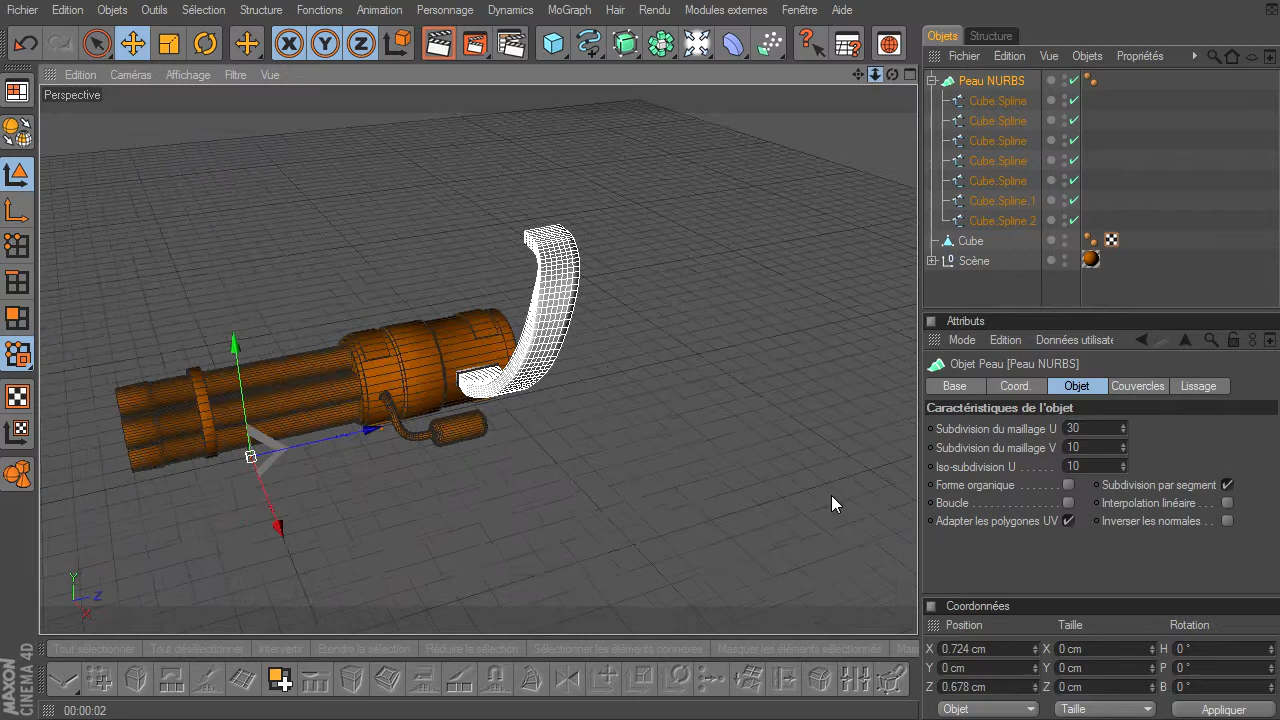 Fichier Edition Objets Outils Sélection Structure Fonctions Animation Personnage Dynamics MoGraph Hair Rendu Modules externes Fenêtre Aide
X Y Z
Objets Structure
Fichier Edition Vue Objets Propriétés
Edition Caméras Affichage Filtre Vue
Perspective
Peau NURBS
Cube.Spline
Cube.Spline
Cube.Spline
Cube.Spline
Cube.Spline
Cube.Spline.1
Cube.Spline.2
Cube
Scène
Attributs
Mode Edition Données utilisate
Objet Peau [Peau NURBS]
Base Coord. Objet Couvercles Lissage
Caractéristiques de l'objet
Subdivision du maillage U 30
Subdivision du maillage V 10
Iso-subdivision U 10
Forme organique Subdivision par segment
Boucle Interpolation linéaire
Adapter les polygones UV Inverser les normales
Y Z X
Coordonnées
Position Taille Rotation
X 0.724 cm X 0 cm H 0 °
Y 0 cm Y 0 cm P 0 °
Z 0.678 cm Z 0 cm B 0 °
Objet Taille Appliquer
Tout sélectionner Tout désélectionner Intervertir Etendre la sélection Réduire la sélection Sélectionner les éléments connexes Masquer les éléments sélectionnés Mas
MAXON
CINEMA 4D
00:00:02